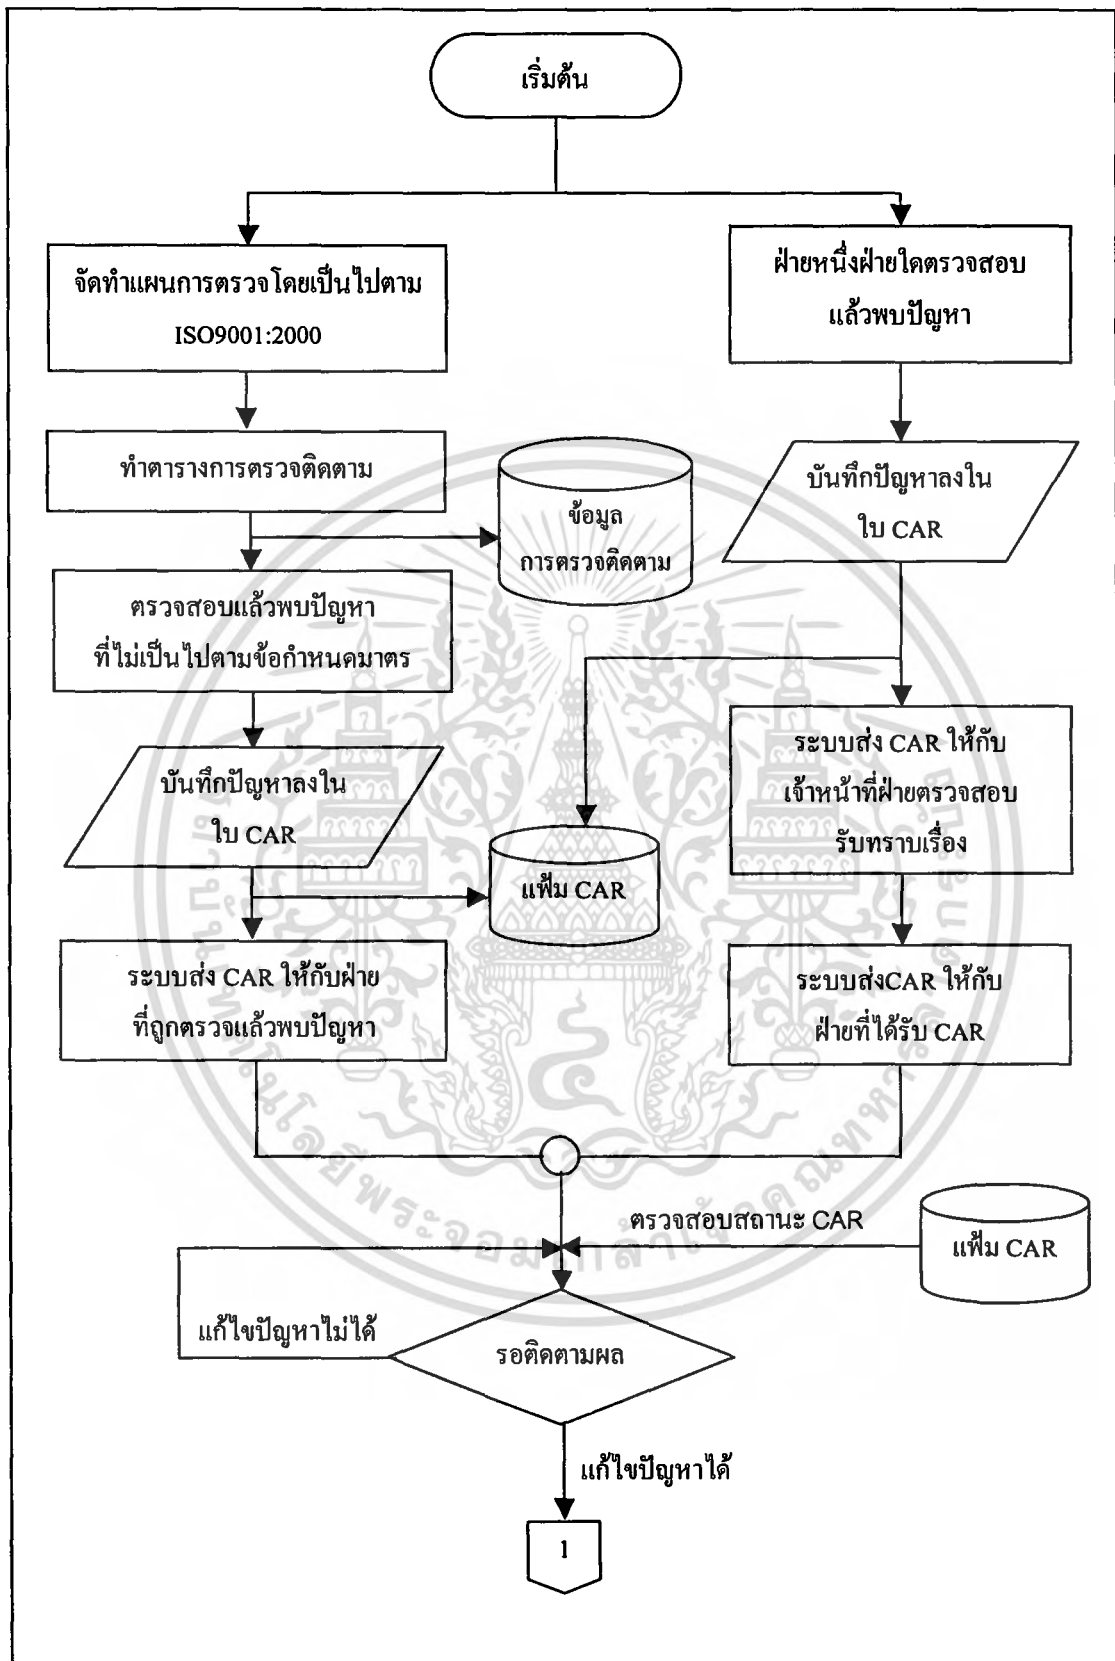 เริ่มต้น
จัดทำแผนการตรวจโดยเป็นไปตาม
ISO9001:2000
ฝ่ายหนึ่งฝ่ายใดตรวจสอบ
แล้วพบปัญหา
ทำตารางการตรวจติดตาม
ข้อมูล
การตรวจติดตาม
บันทึกปัญหาลงใน
ใบ CAR
ตรวจสอบแล้วพบปัญหา
ที่ไม่เป็นไปตามข้อกำหนดมาตร
บันทึกปัญหาลงใน
ใบ CAR
ระบบส่ง CAR ให้กับ
เจ้าหน้าที่ฝ่ายตรวจสอบ
รับทราบเรื่อง
แฟ้ม CAR
ระบบส่ง CAR ให้กับฝ่าย
ที่ถูกตรวจแล้วพบปัญหา
ระบบส่งCAR ให้กับ
ฝ่ายที่ได้รับ CAR
ตรวจสอบสถานะ CAR
แฟ้ม CAR
แก้ไขปัญหาไม่ได้
รอติดตามผล
แก้ไขปัญหาได้
1